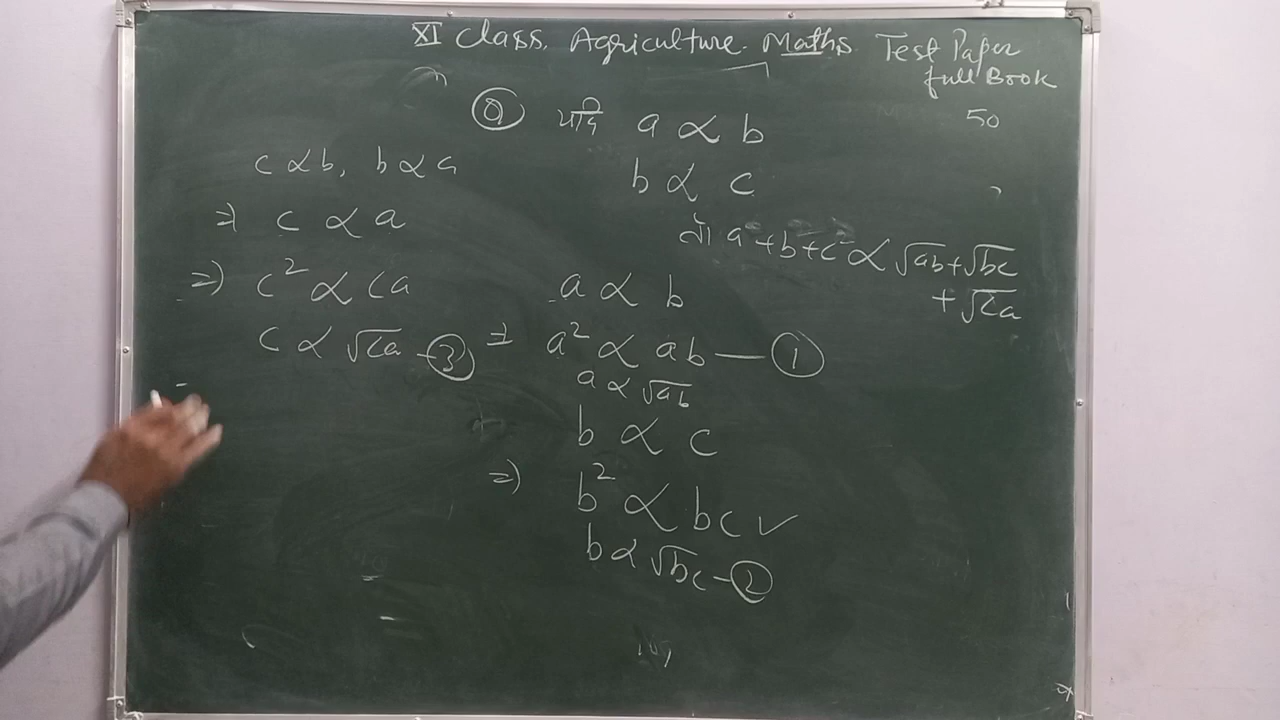 XI Class. Agriculture. Maths Test Paper
full Book
50
Q यदि a ∝ b
b ∝ c
तो a + b + c ∝ √ab + √bc
+ √ca
a ∝ b
⇒ a² ∝ ab — ①
a ∝ √ab
b ∝ c
⇒ b² ∝ bc ✓
b ∝ √bc – ②
c ∝ b, b ∝ a
⇒ c ∝ a
⇒ c² ∝ ca
c ∝ √ca – ③